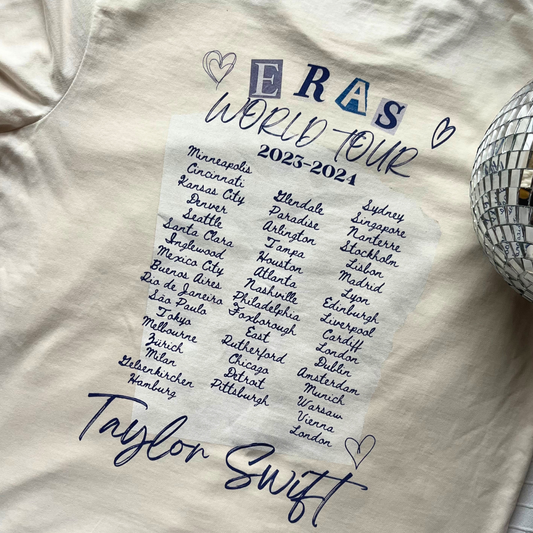 ERAS
WORLD TOUR
2023-2024
Minneapolis
Cincinnati
Kansas City
Denver
Seattle
Santa Clara
Inglewood
Mexico City
Buenos Aires
Rio de Janeiro
São Paulo
Tokyo
Melbourne
Zürich
Milan
Gelsenkirchen
Hamburg
Glendale
Paradise
Arlington
Tampa
Houston
Atlanta
Nashville
Philadelphia
Foxborough
East
Rutherford
Chicago
Detroit
Pittsburgh
Sydney
Singapore
Nanterre
Stockholm
Lisbon
Madrid
Lyon
Edinburgh
Liverpool
Cardiff
London
Dublin
Amsterdam
Munich
Warsaw
Vienna
London
Taylor Swift